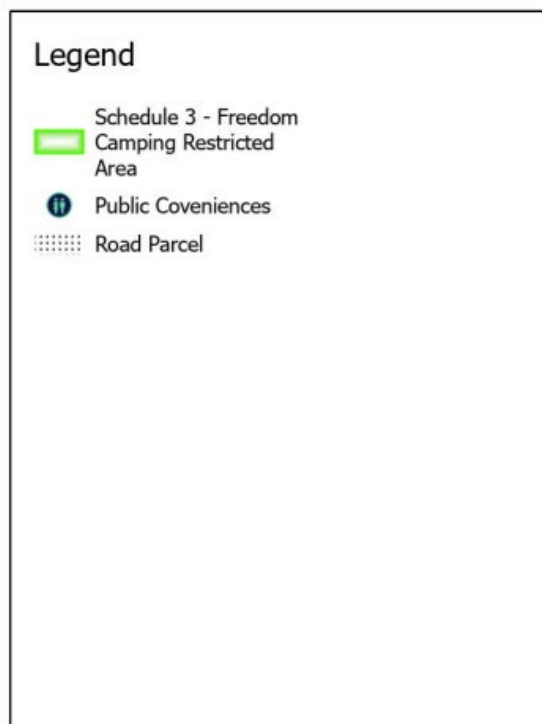 Legend
Schedule 3 - Freedom
Camping Restricted
Area
Public Coveniences
Road Parcel